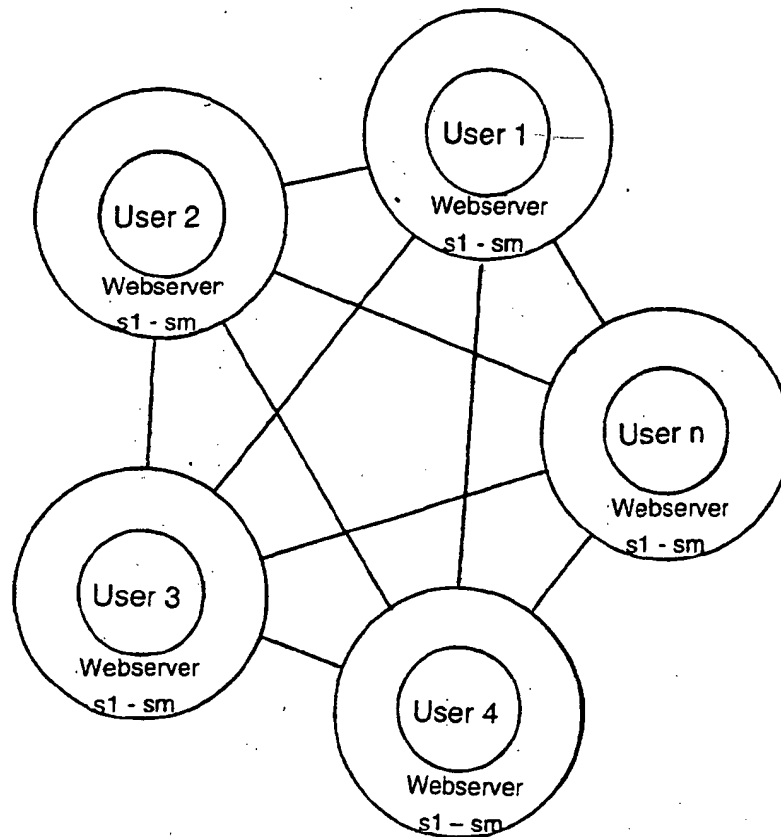 User 1
Webserver
s1 - sm
User 2
Webserver
s1 - sm
User n
Webserver
s1 - sm
User 3
Webserver
s1 - sm
User 4
Webserver
s1 – sm